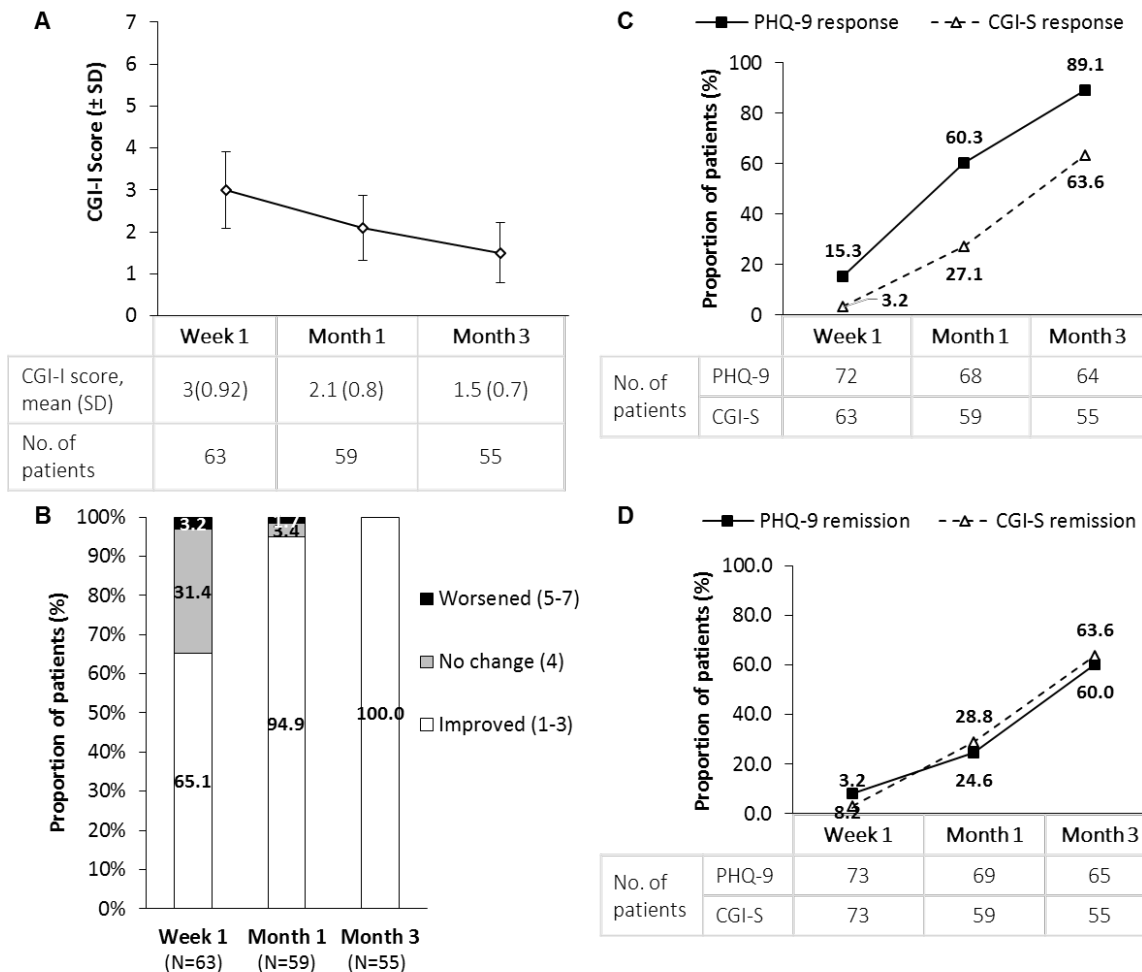 A
CGI-I Score (± SD)
7
6
5
4
3
2
1
0
Week 1 Month 1 Month 3
CGI-I score, mean (SD) 3(0.92) 2.1 (0.8) 1.5 (0.7)
No. of patients 63 59 55
B
Proportion of patients (%)
100%
90%
80%
70%
60%
50%
40%
30%
20%
10%
0%
3.2
31.4
65.1
1.7
3.4
94.9
100.0
Worsened (5-7)
No change (4)
Improved (1-3)
Week 1 Month 1 Month 3
(N=63) (N=59) (N=55)
C
PHQ-9 response CGI-S response
Proportion of patients (%)
100
80
60
40
20
0
15.3
60.3
89.1
3.2
27.1
63.6
Week 1 Month 1 Month 3
No. of patients
PHQ-9 72 68 64
CGI-S 63 59 55
D
PHQ-9 remission CGI-S remission
Proportion of patients (%)
100.0
80.0
60.0
40.0
20.0
0.0
3.2
28.8
63.6
8.2
24.6
60.0
Week 1 Month 1 Month 3
No. of patients
PHQ-9 73 69 65
CGI-S 73 59 55